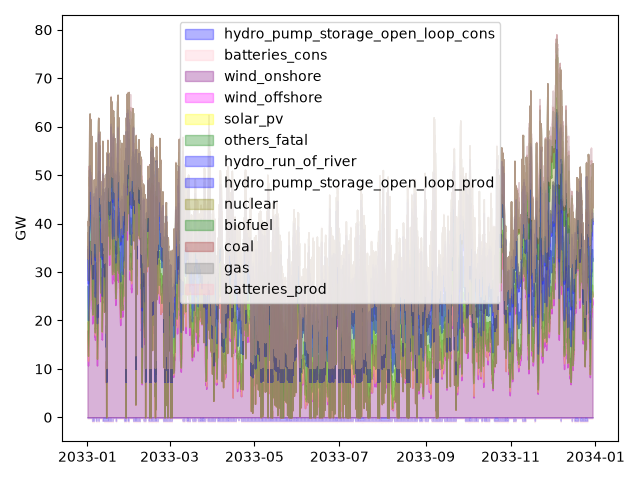 80
70
60
50
40
30
20
10
0
GW
hydro_pump_storage_open_loop_cons
batteries_cons
wind_onshore
wind_offshore
solar_pv
others_fatal
hydro_run_of_river
hydro_pump_storage_open_loop_prod
nuclear
biofuel
coal
gas
batteries_prod
2033-01 2033-03 2033-05 2033-07 2033-09 2033-11 2034-01